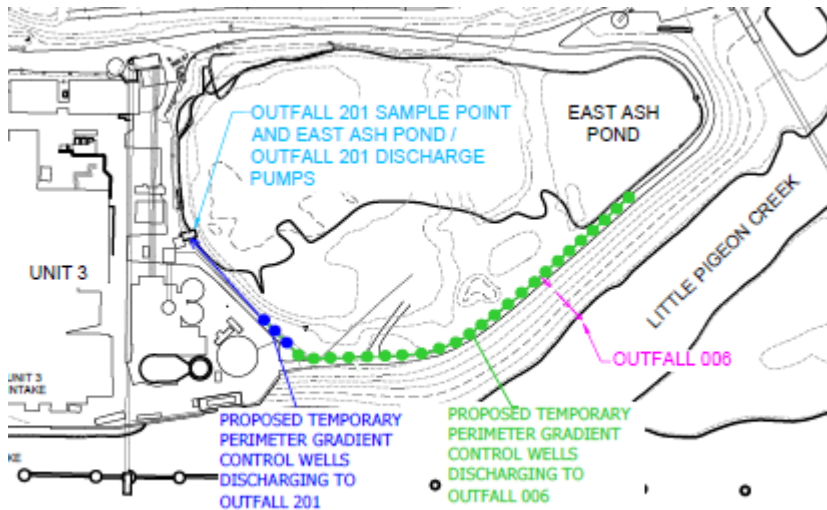 OUTFALL 201 SAMPLE POINT
AND EAST ASH POND /
OUTFALL 201 DISCHARGE
PUMPS
EAST ASH
POND
UNIT 3
LITTLE PIGEON CREEK
OUTFALL 006
UNIT 3
NTAKE
PROPOSED TEMPORARY
PERIMETER GRADIENT
CONTROL WELLS
DISCHARGING TO
OUTFALL 201
PROPOSED TEMPORARY
PERIMETER GRADIENT
CONTROL WELLS
DISCHARGING TO
OUTFALL 006
KE